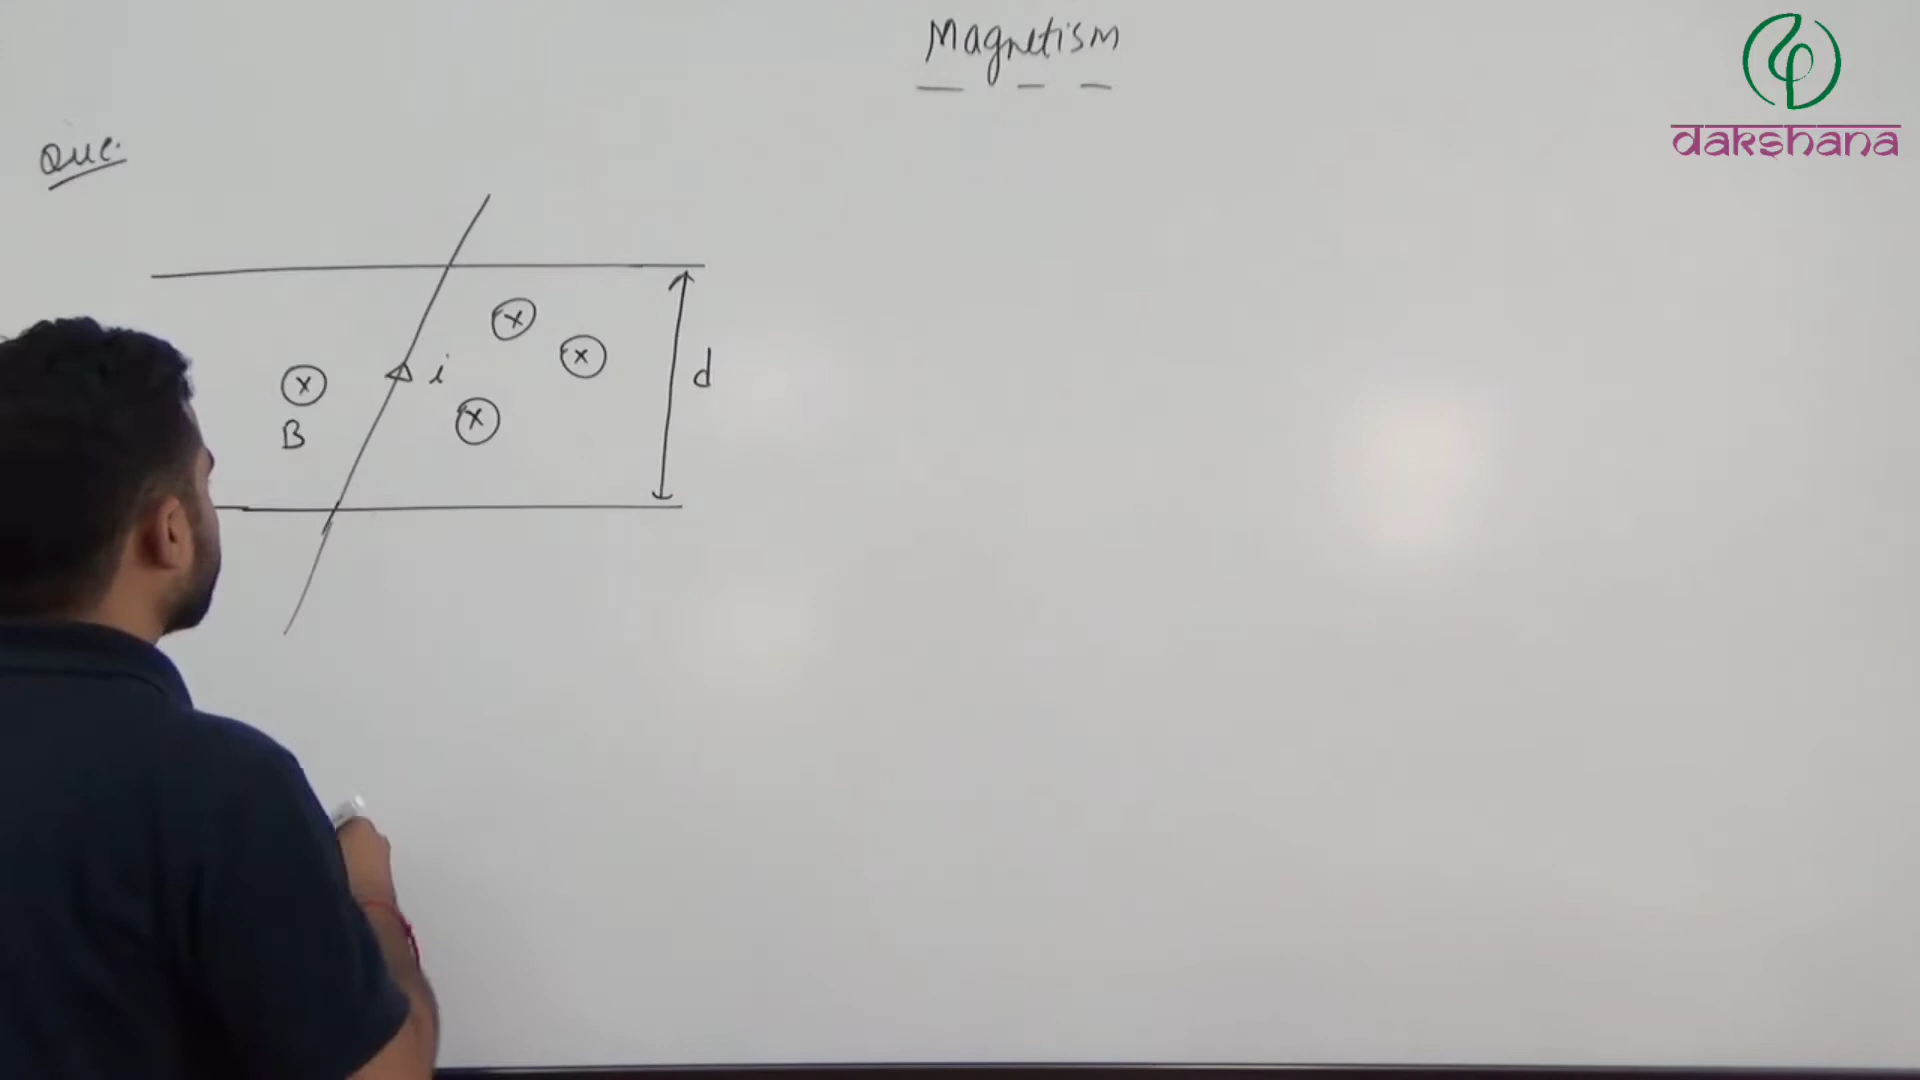 Magnetism
dakshana
Que.
x
x
x
i
d
x
B